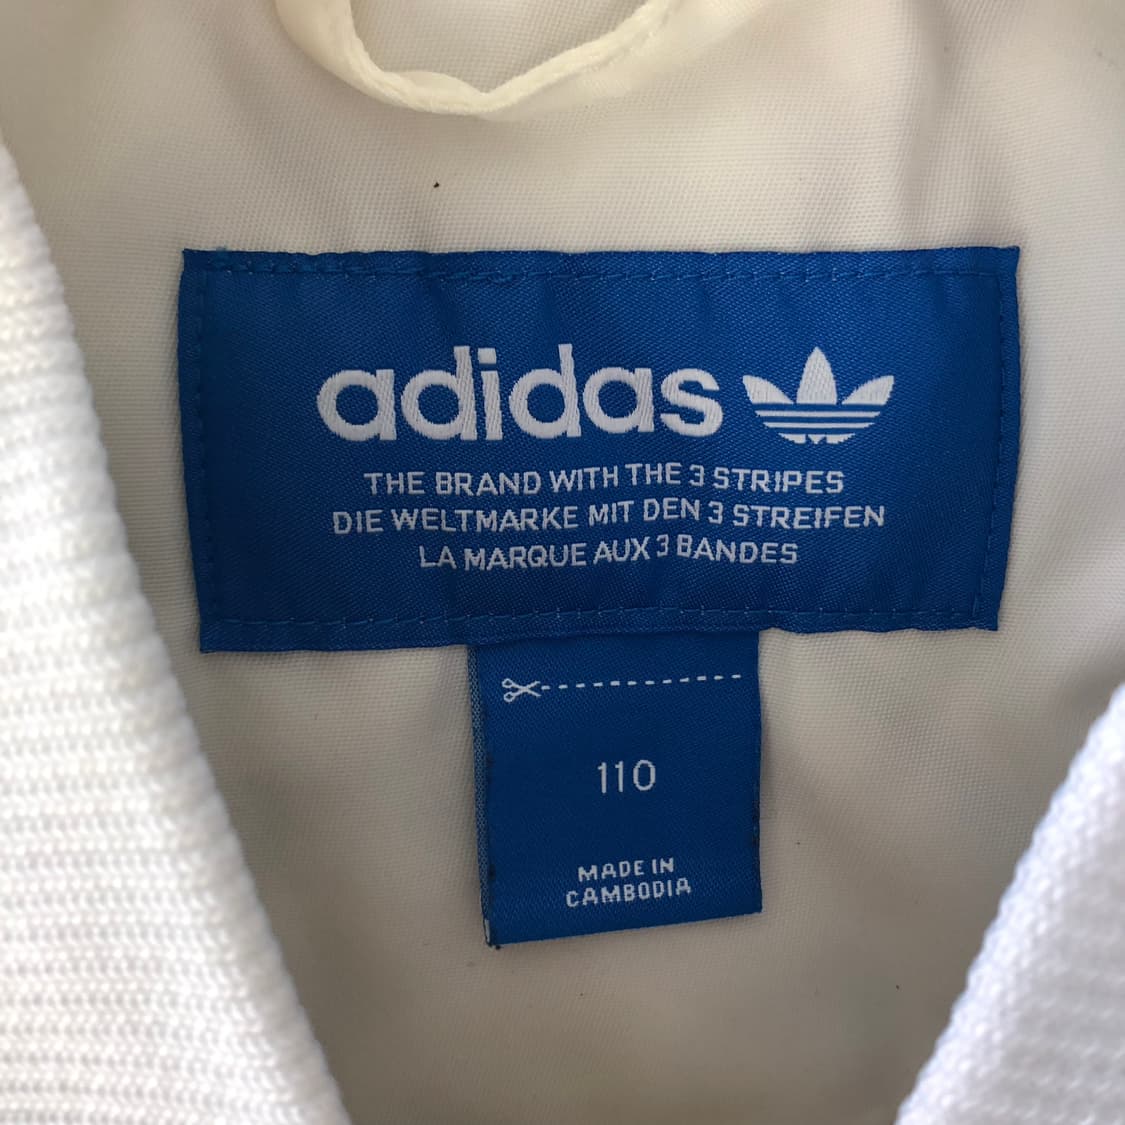 adidas
THE BRAND WITH THE 3 STRIPES
DIE WELTMARKE MIT DEN 3 STREIFEN
LA MARQUE AUX 3 BANDES
110
MADE IN
CAMBODIA